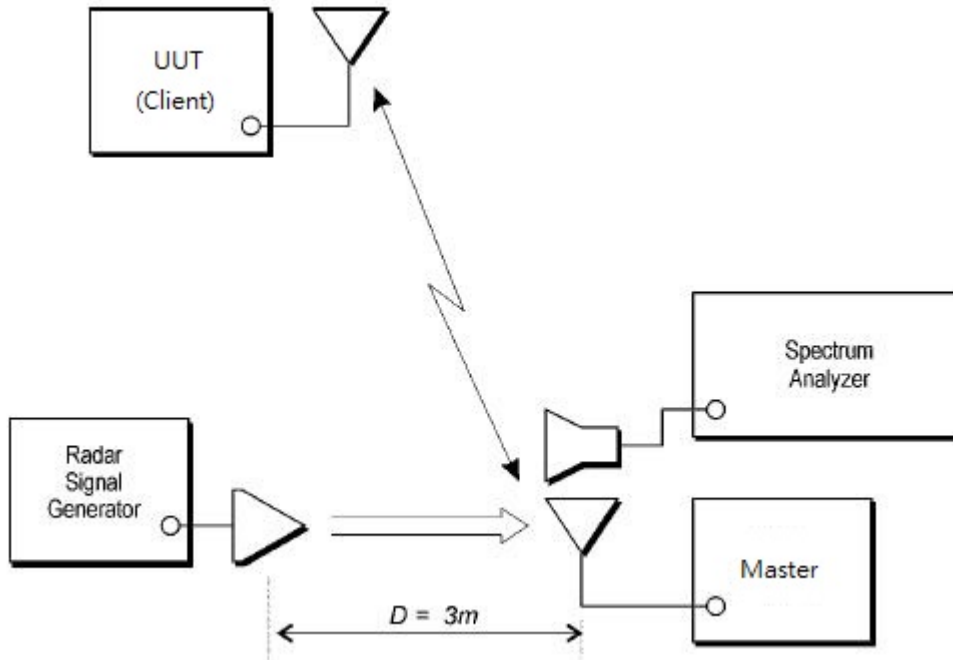 UUT
(Client)
Spectrum
Analyzer
Radar
Signal
Generator
Master
D = 3m